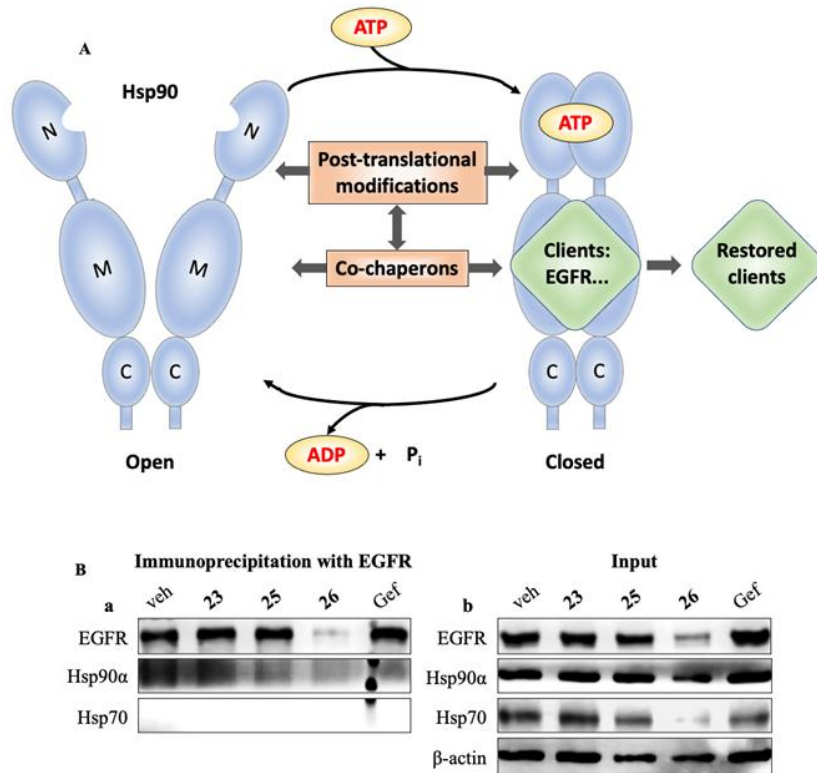 A
ATP
Hsp90
N
N
ATP
Post-translational
modifications
M
M
Co-chaperons
Clients:
EGFR...
Restored
clients
C
C
C
C
Open
ADP + Pi
Closed
B
Immunoprecipitation with EGFR
a
veh 23 25 26 Gef
EGFR
Hsp90α
Hsp70
Input
b
veh 23 25 26 Gef
EGFR
Hsp90α
Hsp70
β-actin